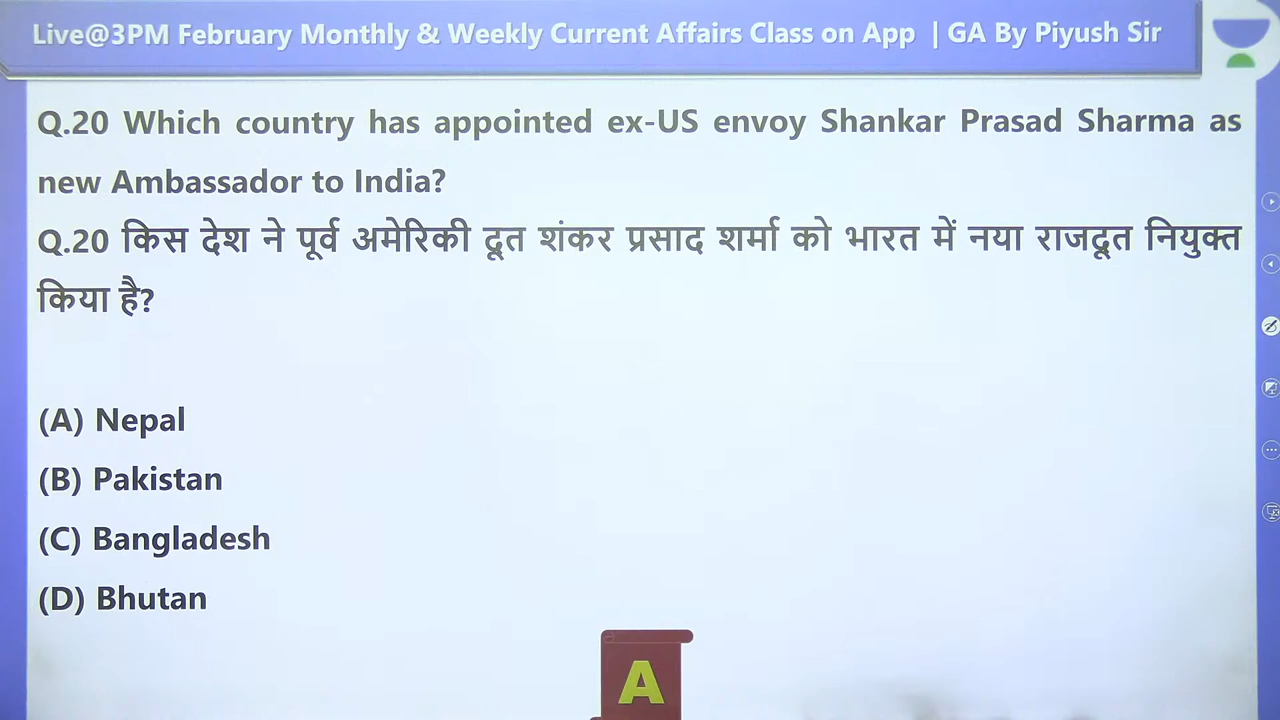 Live@3PM February Monthly & Weekly Current Affairs Class on App | GA By Piyush Sir
Q.20 Which country has appointed ex-US envoy Shankar Prasad Sharma as
new Ambassador to India?
Q.20 किस देश ने पूर्व अमेरिकी दूत शंकर प्रसाद शर्मा को भारत में नया राजदूत नियुक्त
किया है?
(A) Nepal
(B) Pakistan
(C) Bangladesh
(D) Bhutan
A